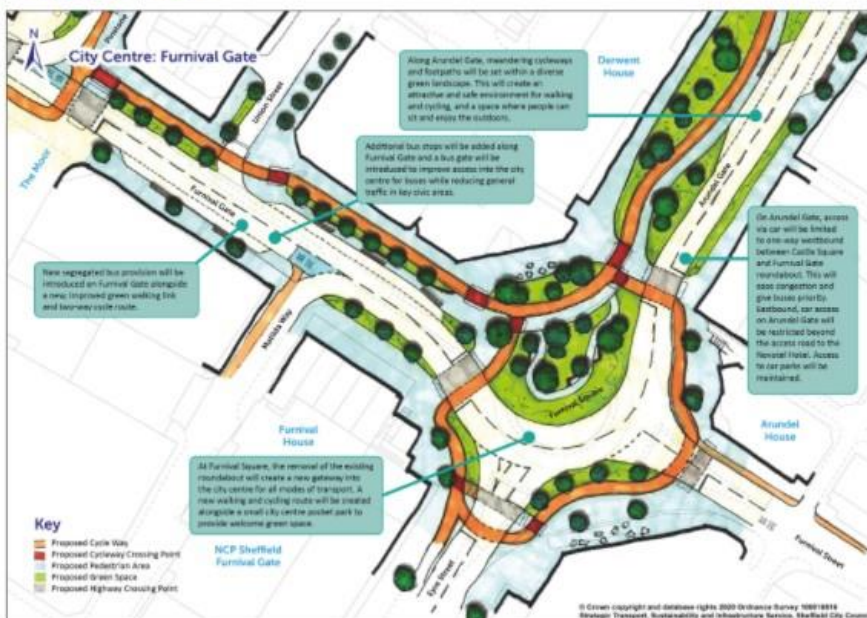 N
City Centre: Furnival Gate
Along Arundel Gate, meandering cycleways
and footpaths will be set within a diverse
green landscape. This will create an
attractive and safe environment for walking
and cycling, and a space where people can
sit and enjoy the outdoors.
Derwent
House
Union Street
Additional bus stops will be added along
Furnival Gate and a bus gate will be
introduced to improve access into the city
centre for buses while reducing general
traffic in key civic areas.
The Moor
Furnival Gate
Arundel Gate
New segregated bus provision will be
introduced on Furnival Gate alongside
a new, improved green walking link
and two-way cycle route.
On Arundel Gate, access
via car will be limited
to one-way westbound
between Castle Square
and Furnival Gate
roundabout. This will
ease congestion and
give buses priority.
Eastbound, car access
on Arundel Gate will
be restricted beyond
the access road to the
Novotel Hotel. Access
to car parks will be
maintained.
Matilda Way
Furnival Square
Furnival
House
Arundel
House
At Furnival Square, the removal of the existing
roundabout will create a new gateway into
the city centre for all modes of transport. A
new walking and cycling route will be created
alongside a small city centre pocket park to
provide welcome green space.
Key
Proposed Cycle Way
Proposed Cycleway Crossing Point
Proposed Pedestrian Area
Proposed Green Space
Proposed Highway Crossing Point
NCP Sheffield
Furnival Gate
Eyre Street
Furnival Street
© Crown copyright and database rights 2020 Ordnance Survey
Strategic Transport, Sustainability and Infrastructure Service, Sheffield City Council